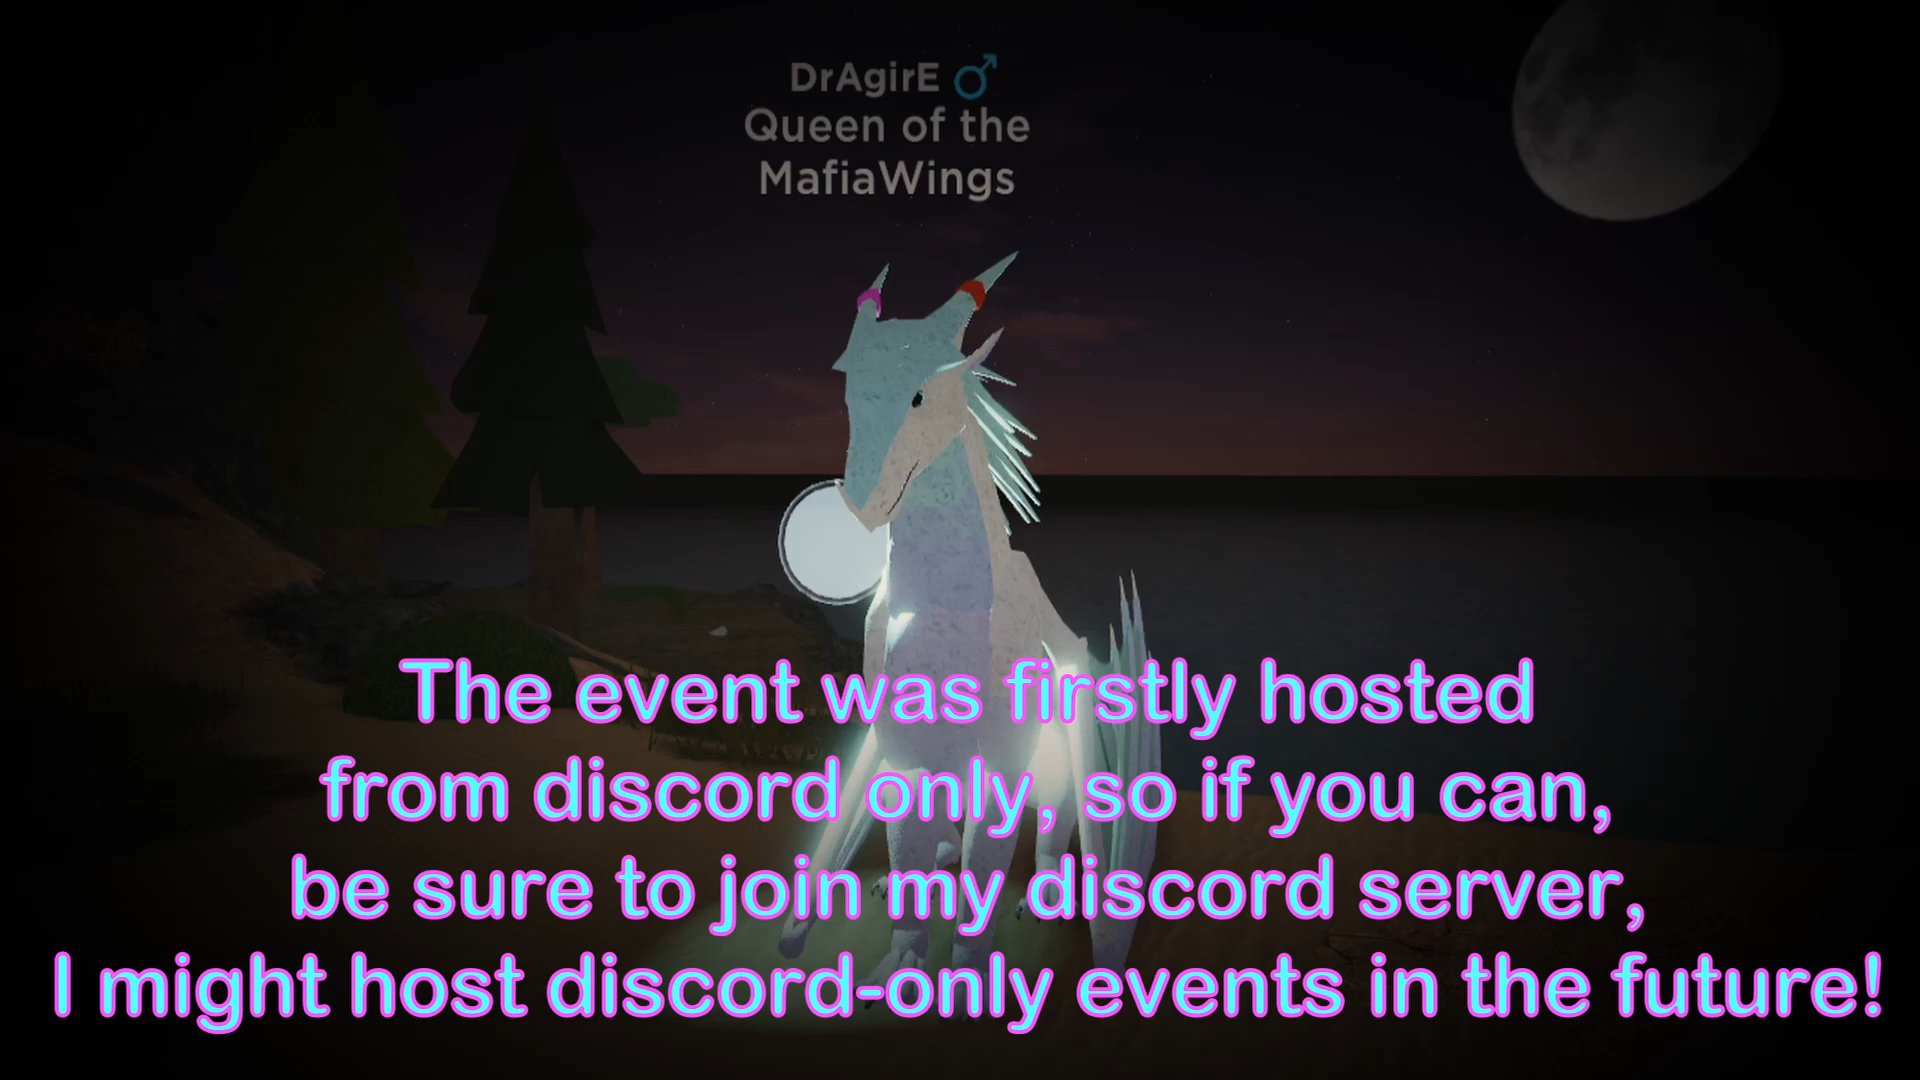 DrAgirE ♂
Queen of the
MafiaWings
The event was firstly hosted
from discord only, so if you can,
be sure to join my discord server,
I might host discord-only events in the future!